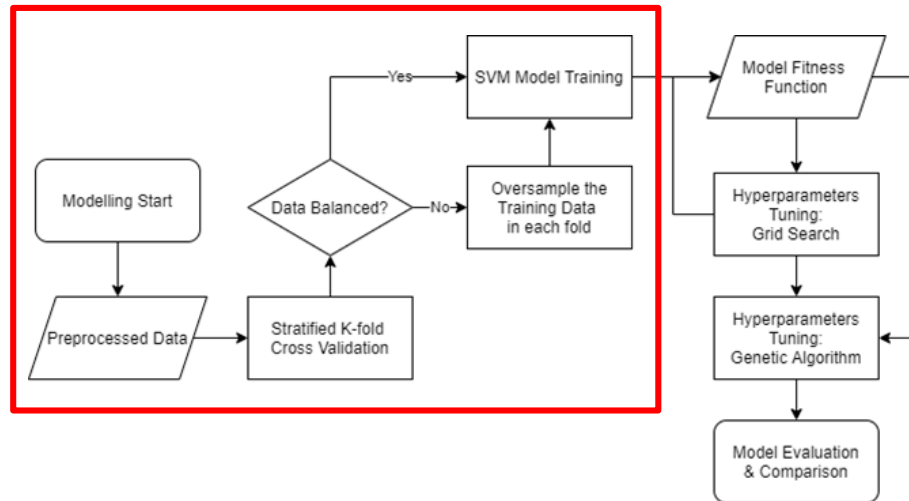 Yes
SVM Model Training
Model Fitness
Function
Modelling Start
Data Balanced?
No
Oversample the
Training Data
in each fold
Hyperparameters
Tuning:
Grid Search
Preprocessed Data
Stratified K-fold
Cross Validation
Hyperparameters
Tuning:
Genetic Algorithm
Model Evaluation
& Comparison